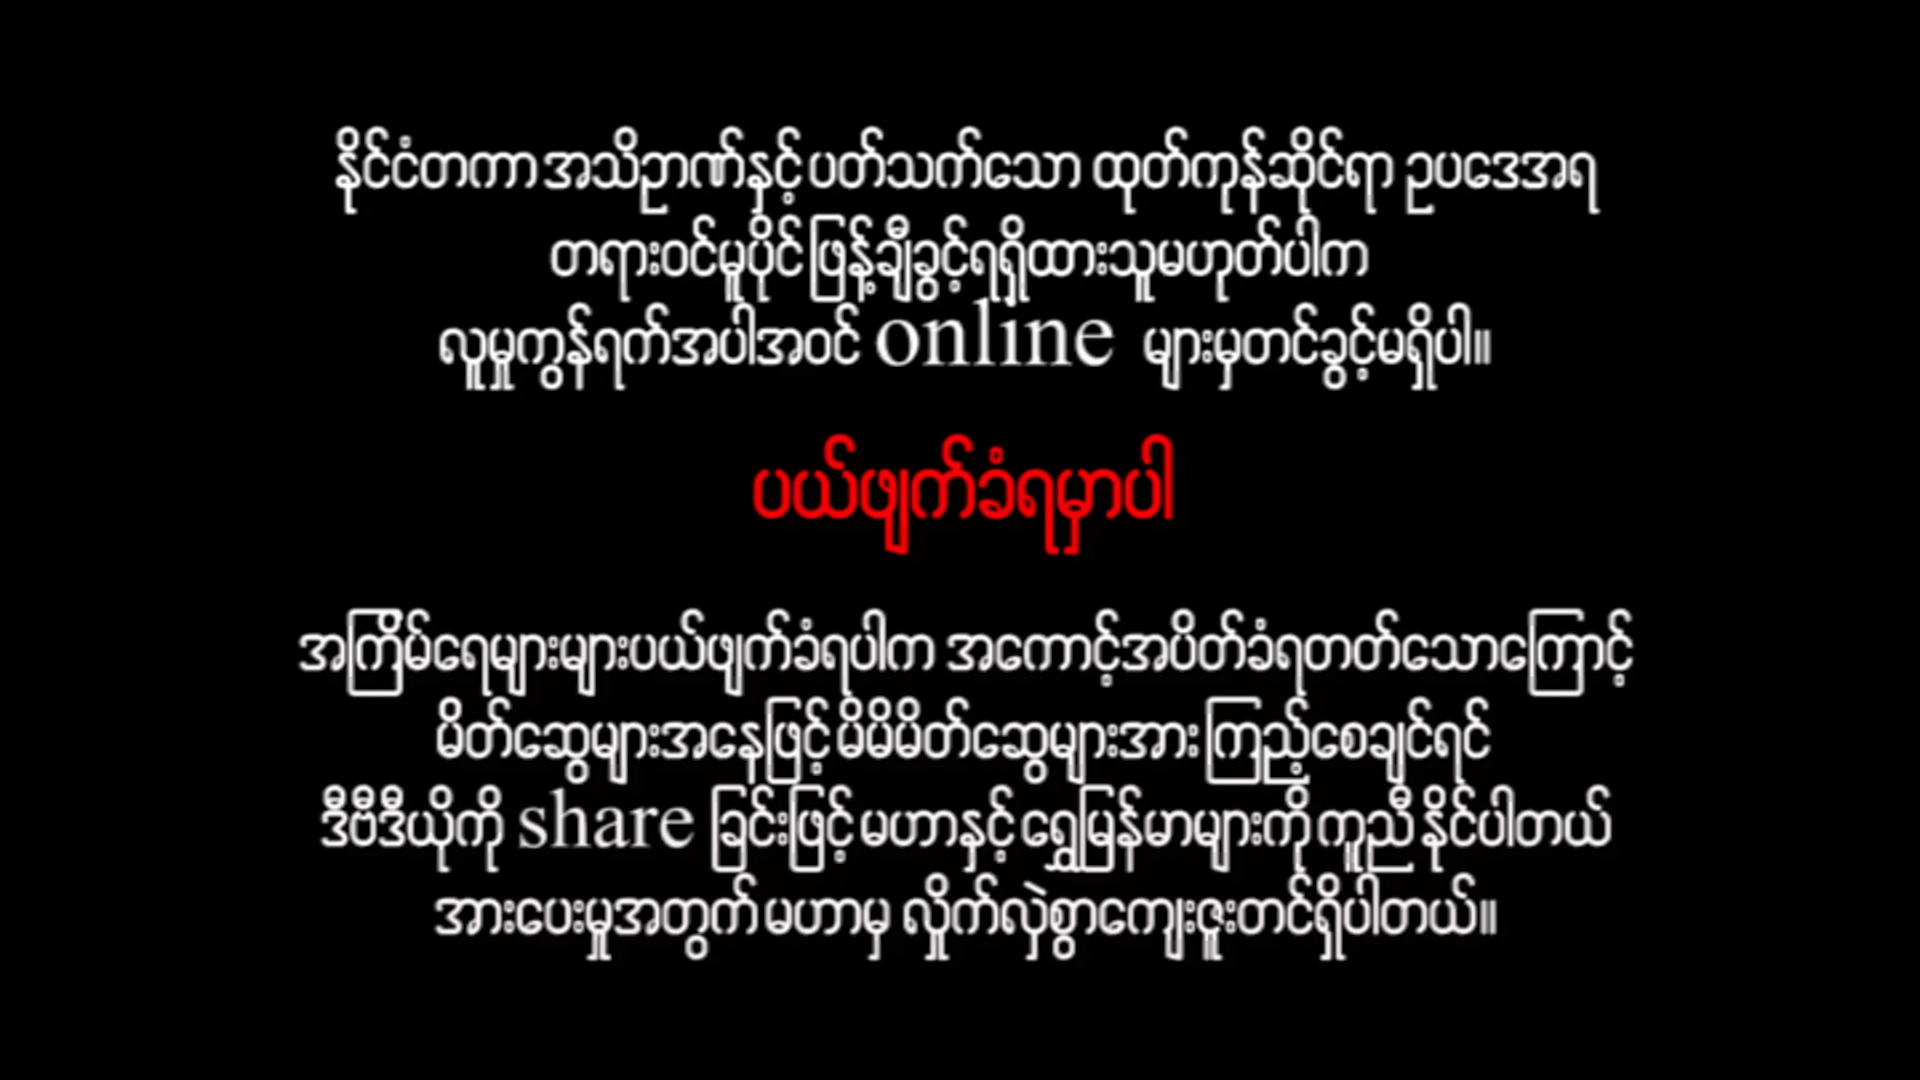 နိုင်ငံတကာအသိဉာဏ်နှင့်ပတ်သက်သော ထုတ်ကုန်ဆိုင်ရာ ဥပဒေအရ
တရားဝင်မူပိုင်ဖြန့်ချီခွင့်ရရှိထားသူမဟုတ်ပါက
လူမှုကွန်ရက်အပါအဝင် online များမှတင်ခွင့်မရှိပါ။
ပယ်ဖျက်ခံရမှာပါ
အကြိမ်ရေများများပယ်ဖျက်ခံရပါက အကောင့်အပိတ်ခံရတတ်သောကြောင့်
မိတ်ဆွေများအနေဖြင့်မိမိမိတ်ဆွေများအားကြည့်စေချင်ရင်
ဒီဗီဒီယိုကို share ခြင်းဖြင့်မဟာနှင့်ရွှေမြန်မာများကိုကူညီနိုင်ပါတယ်
အားပေးမှုအတွက်မဟာမှ လှိုက်လှဲစွာကျေးဇူးတင်ရှိပါတယ်။